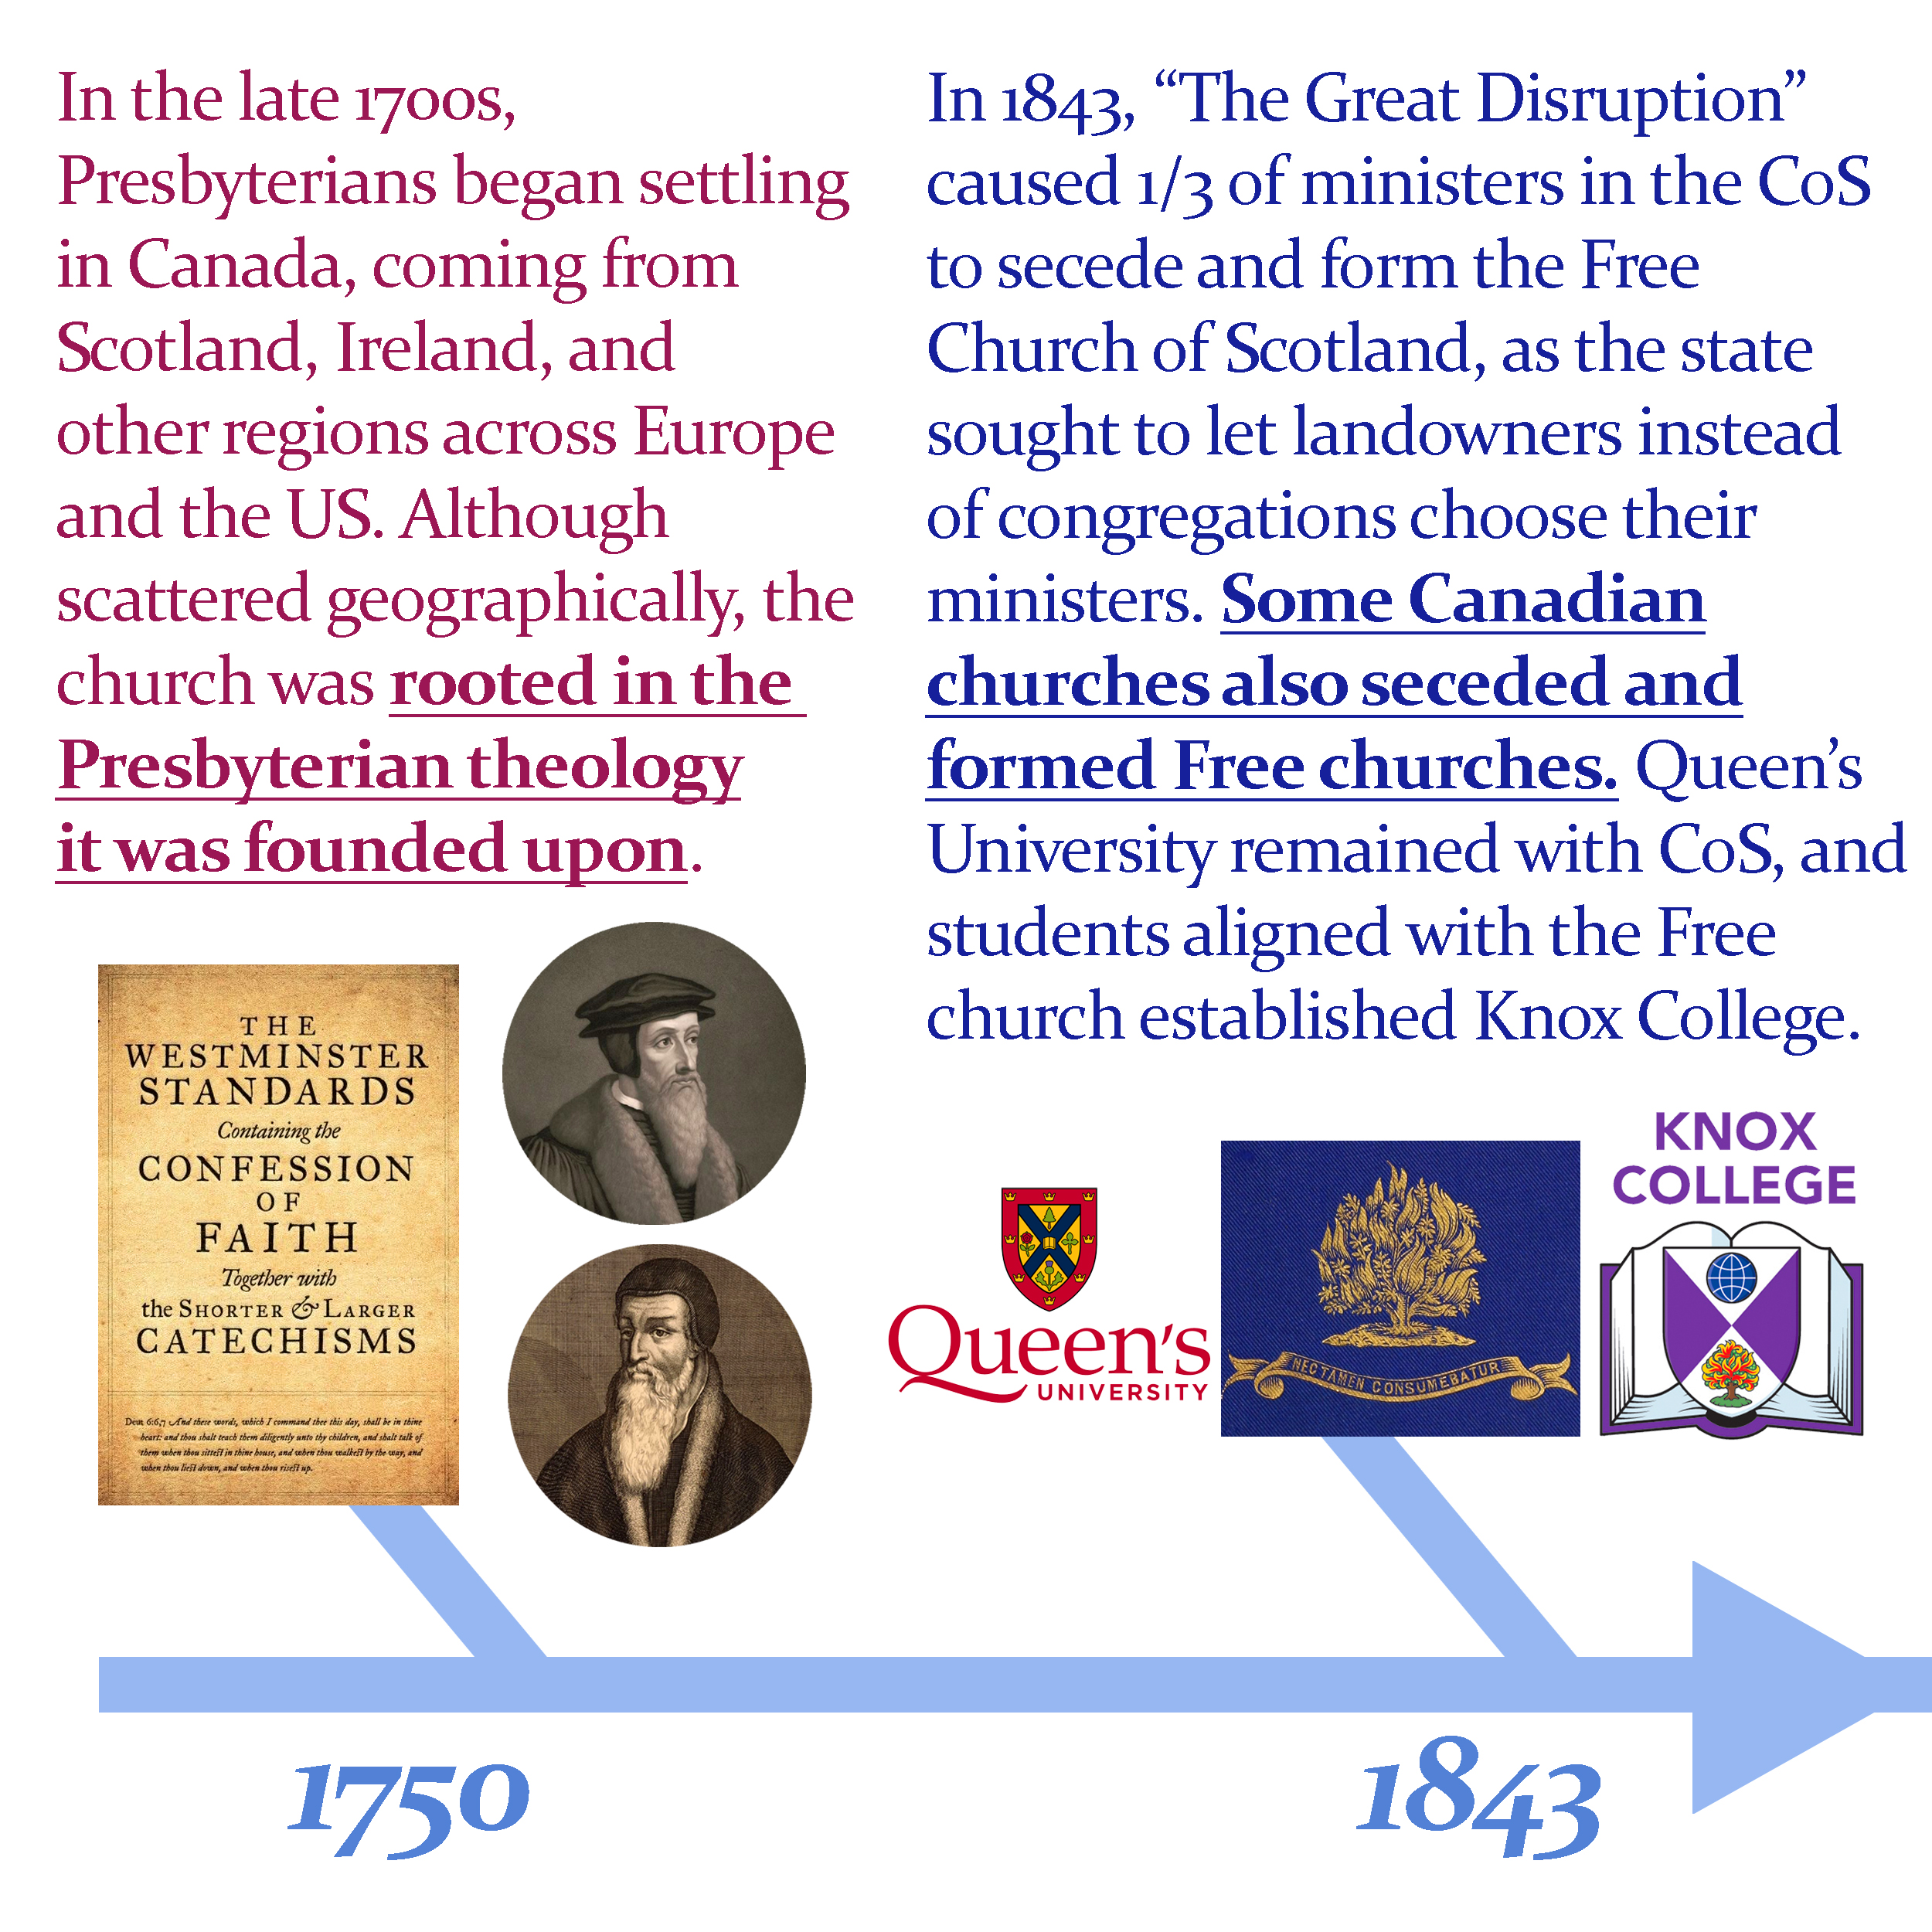 In the late 1700s,
Presbyterians began settling
in Canada, coming from
Scotland, Ireland, and
other regions across Europe
and the US. Although
scattered geographically, the
church was rooted in the
Presbyterian theology
it was founded upon.
THE
WESTMINSTER
STANDARDS
Containing the
CONFESSION
OF
FAITH
Together with
the SHORTER & LARGER
CATECHISMS
Deut. 6:6,7 And these words, which I command thee this day, shall be in thine
heart: and thou shalt teach them diligently unto thy children, and shalt talk of
them when thou sittest in thine house, and when thou walkest by the way, and
when thou liest down, and when thou risest up.
In 1843, “The Great Disruption”
caused 1/3 of ministers in the CoS
to secede and form the Free
Church of Scotland, as the state
sought to let landowners instead
of congregations choose their
ministers. Some Canadian
churches also seceded and
formed Free churches. Queen’s
University remained with CoS, and
students aligned with the Free
church established Knox College.
Queen's
UNIVERSITY
NEC TAMEN CONSUMEBATUR
KNOX
COLLEGE
1750
1843